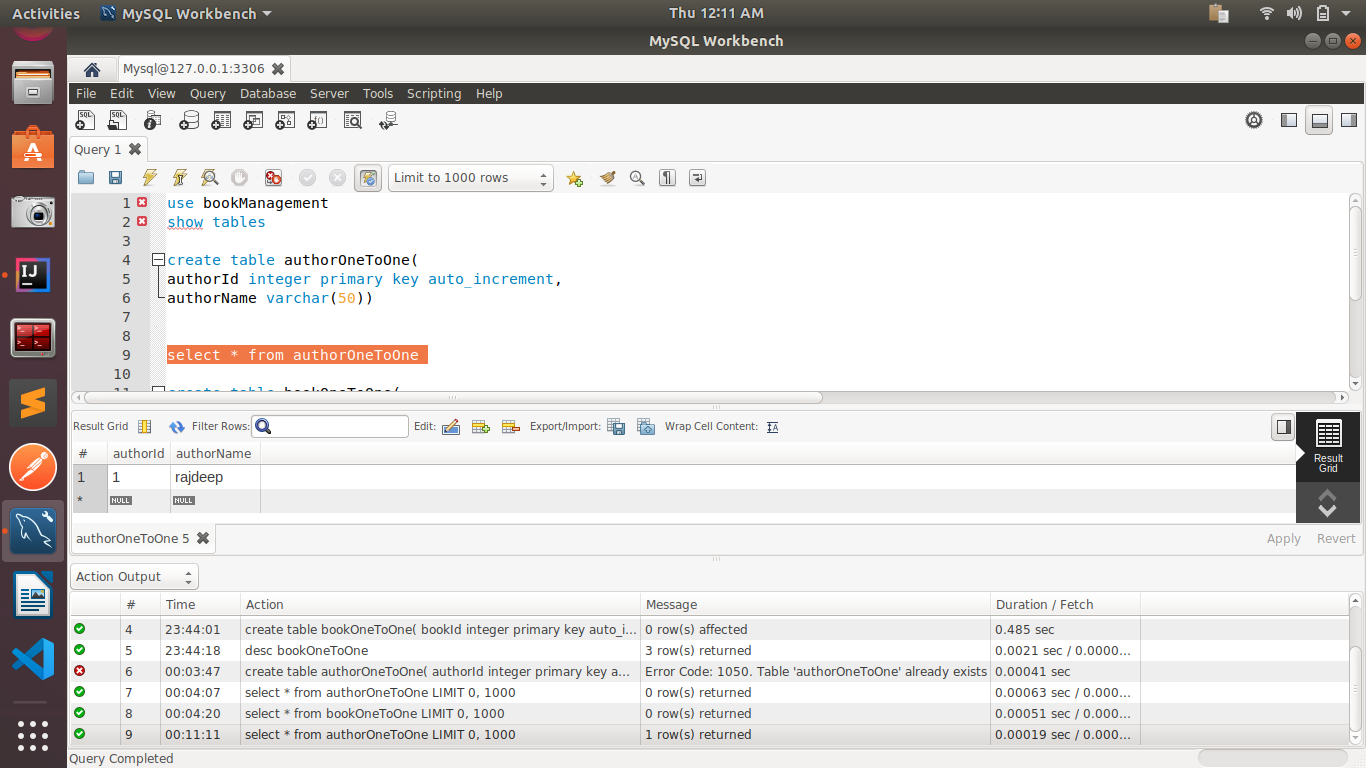 Activities MySQL Workbench Thu 12:11 AM
MySQL Workbench
Mysql@127.0.0.1:3306
File Edit View Query Database Server Tools Scripting Help
Query 1
Limit to 1000 rows
1 use bookManagement
2 show tables
3
4 create table authorOneToOne(
5 authorId integer primary key auto_increment,
6 authorName varchar(50))
7
8
9 select * from authorOneToOne
10
11 create table bookOneToOne(
Result Grid Filter Rows: Edit: Export/Import: Wrap Cell Content:
# authorId authorName
1 1 rajdeep
* NULL NULL
Result
Grid
authorOneToOne 5 Apply Revert
Action Output
# Time Action Message Duration / Fetch
4 23:44:01 create table bookOneToOne( bookId integer primary key auto_i... 0 row(s) affected 0.485 sec
5 23:44:18 desc bookOneToOne 3 row(s) returned 0.0021 sec / 0.0000...
6 00:03:47 create table authorOneToOne( authorId integer primary key a... Error Code: 1050. Table 'authorOneToOne' already exists 0.00041 sec
7 00:04:07 select * from authorOneToOne LIMIT 0, 1000 0 row(s) returned 0.00063 sec / 0.000...
8 00:04:20 select * from bookOneToOne LIMIT 0, 1000 0 row(s) returned 0.00051 sec / 0.000...
9 00:11:11 select * from authorOneToOne LIMIT 0, 1000 1 row(s) returned 0.00019 sec / 0.000...
Query Completed